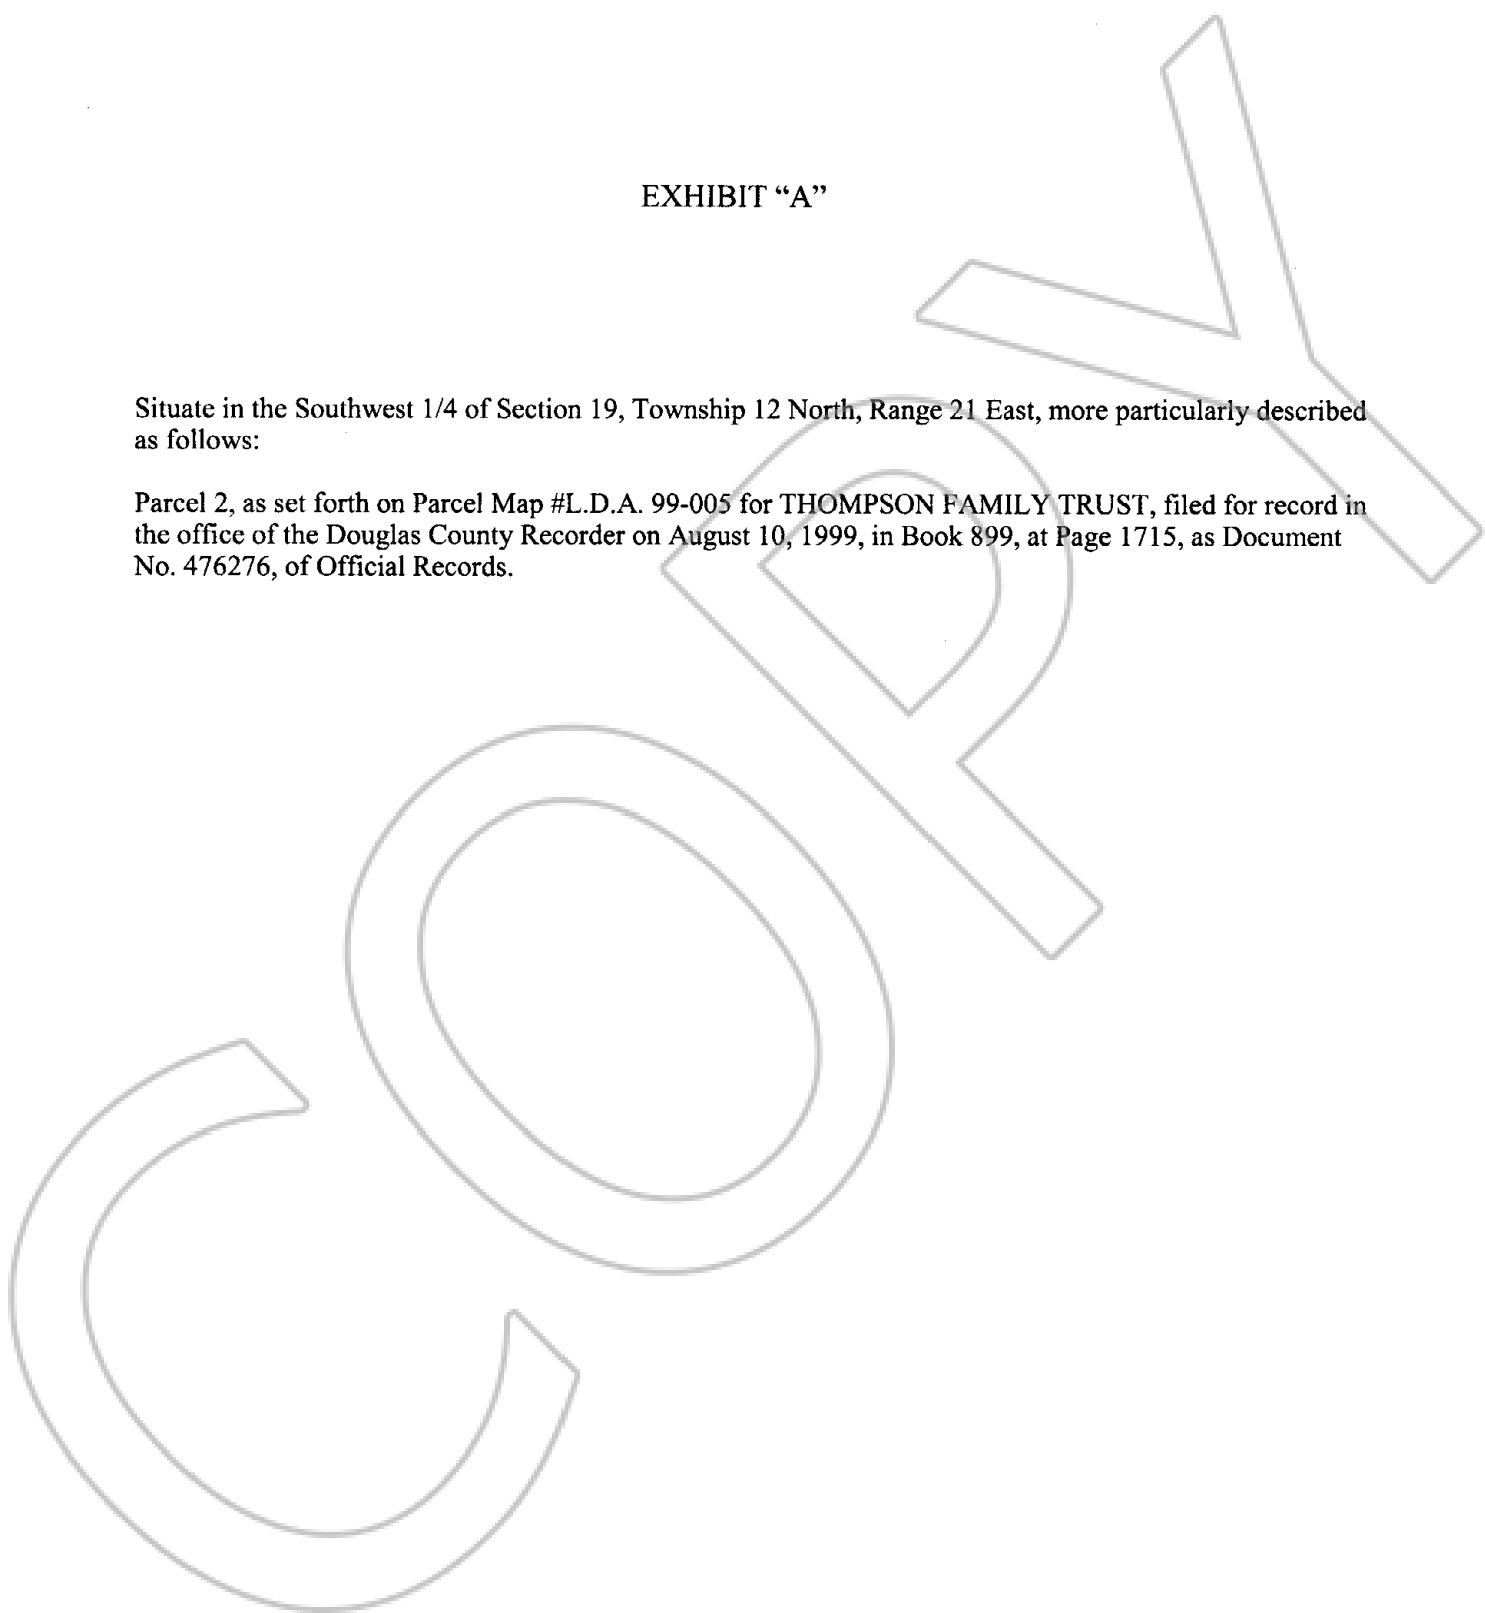 EXHIBIT “A”
Situate in the Southwest 1/4 of Section 19, Township 12 North, Range 21 East, more particularly described
as follows:
Parcel 2, as set forth on Parcel Map #L.D.A. 99-005 for THOMPSON FAMILY TRUST, filed for record in
the office of the Douglas County Recorder on August 10, 1999, in Book 899, at Page 1715, as Document
No. 476276, of Official Records.
COPY